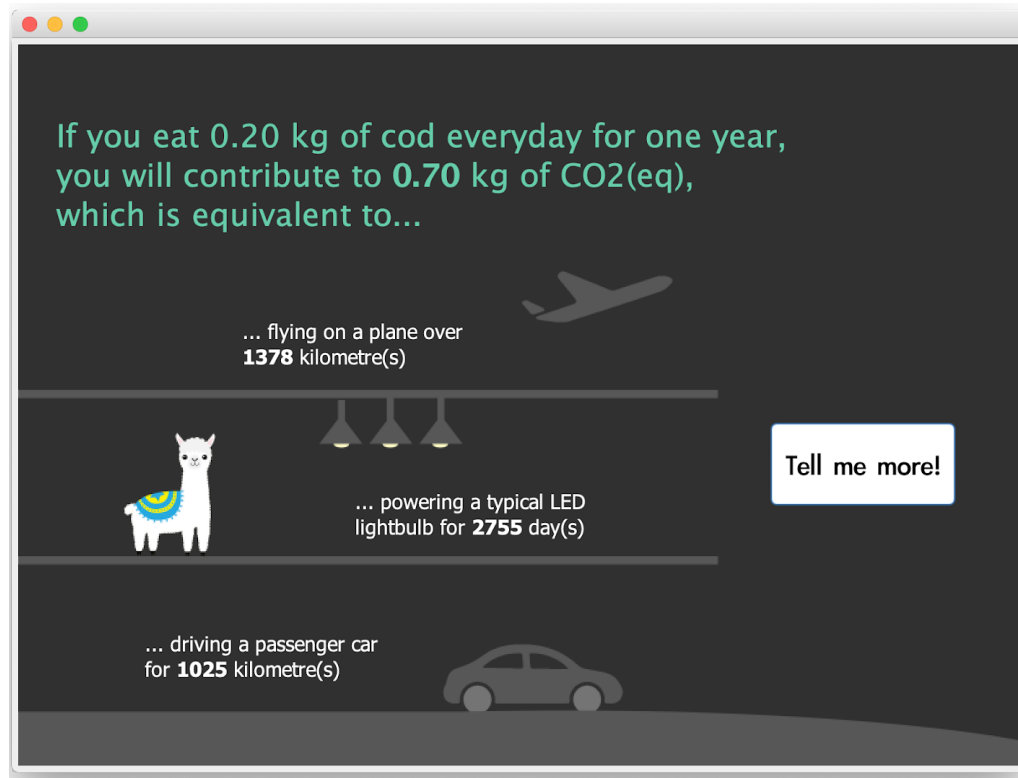 If you eat 0.20 kg of cod everyday for one year,
you will contribute to 0.70 kg of CO2(eq),
which is equivalent to...
... flying on a plane over
1378 kilometre(s)
... powering a typical LED
lightbulb for 2755 day(s)
Tell me more!
... driving a passenger car
for 1025 kilometre(s)